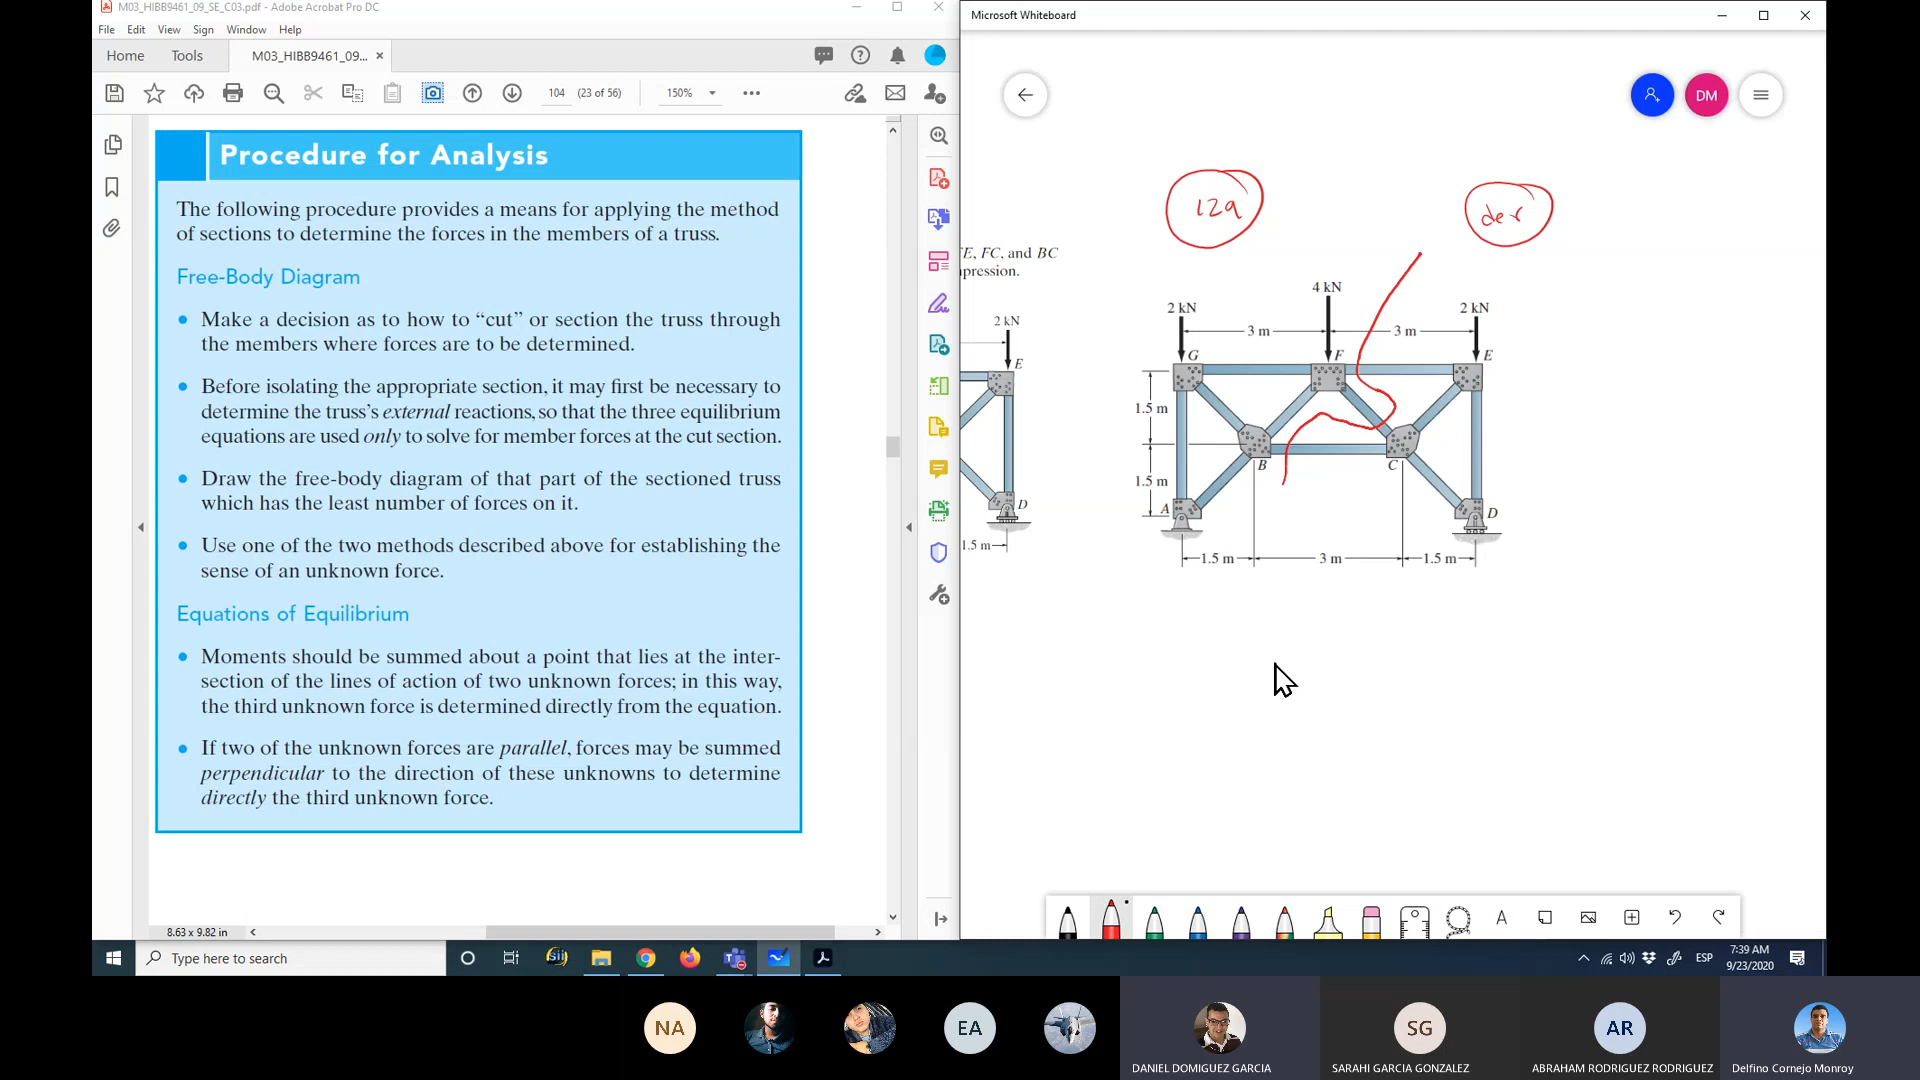 M03_HIBB9461_09_SE_C03.pdf - Adobe Acrobat Pro DC
File Edit View Sign Window Help
Home Tools M03_HIBB9461_09... ×
104 (23 of 56) 150%
Procedure for Analysis
The following procedure provides a means for applying the method
of sections to determine the forces in the members of a truss.
Free-Body Diagram
• Make a decision as to how to “cut” or section the truss through
the members where forces are to be determined.
• Before isolating the appropriate section, it may first be necessary to
determine the truss’s external reactions, so that the three equilibrium
equations are used only to solve for member forces at the cut section.
• Draw the free-body diagram of that part of the sectioned truss
which has the least number of forces on it.
• Use one of the two methods described above for establishing the
sense of an unknown force.
Equations of Equilibrium
• Moments should be summed about a point that lies at the inter-
section of the lines of action of two unknown forces; in this way,
the third unknown force is determined directly from the equation.
• If two of the unknown forces are parallel, forces may be summed
perpendicular to the direction of these unknowns to determine
directly the third unknown force.
8.63 x 9.82 in
Microsoft Whiteboard
DM
izq
der
FE, FC, and BC
mpression.
2 kN
E
D
1.5 m
4 kN
2 kN
2 kN
3 m
3 m
G
F
E
1.5 m
B
C
1.5 m
A
D
1.5 m
3 m
1.5 m
A
Type here to search
sii
ESP
7:39 AM
9/23/2020
NA
EA
SG
AR
DANIEL DOMIGUEZ GARCIA
SARAHI GARCIA GONZALEZ
ABRAHAM RODRIGUEZ RODRIGUEZ
Delfino Cornejo Monroy